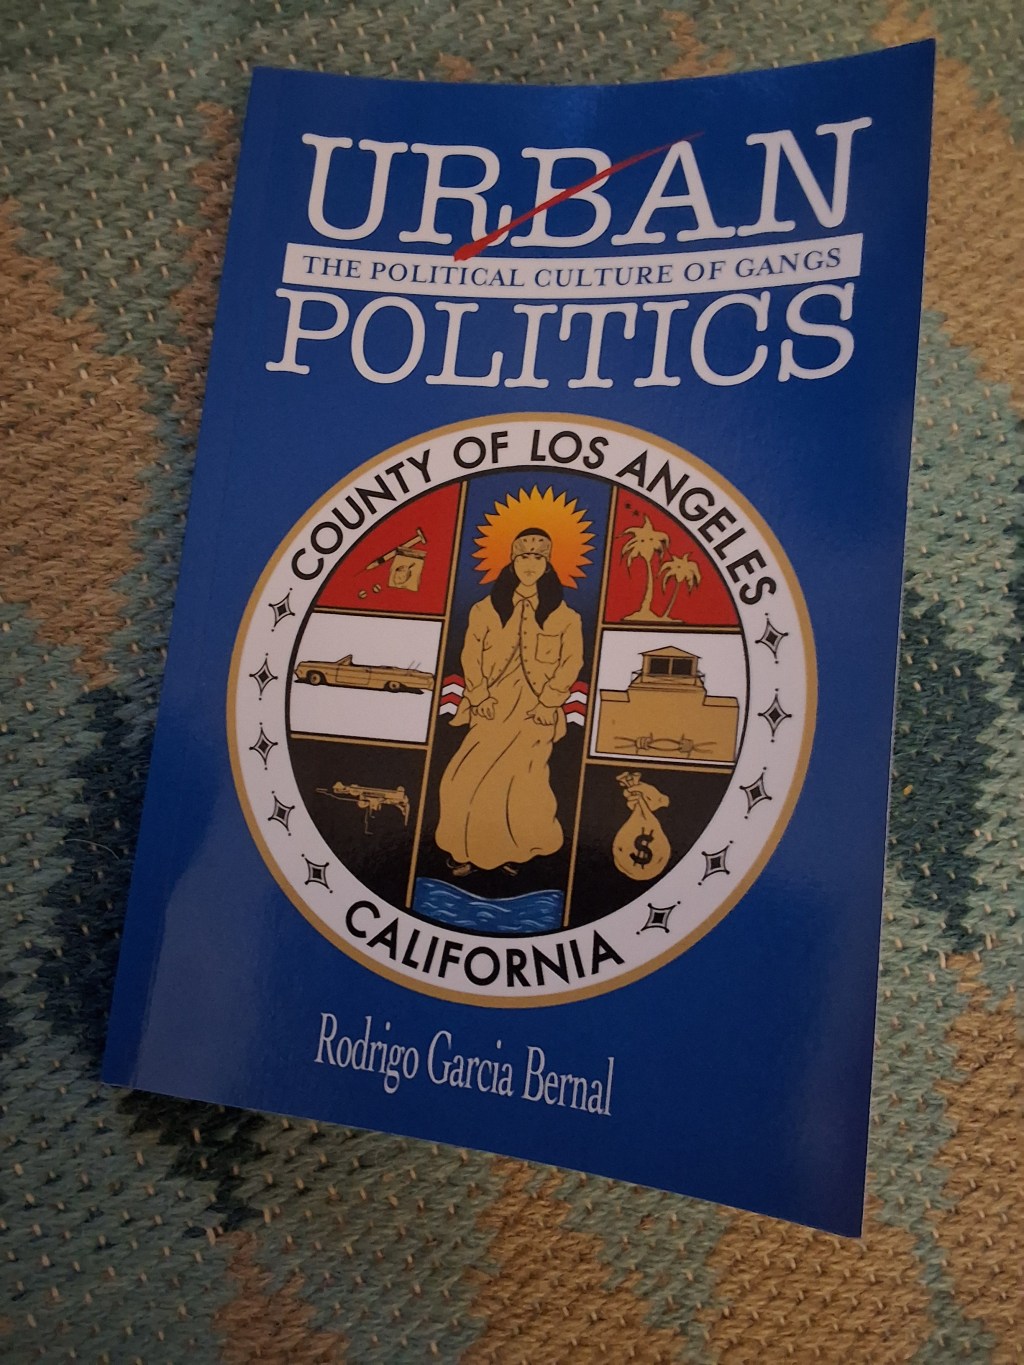 URBAN
THE POLITICAL CULTURE OF GANGS
POLITICS
COUNTY OF LOS ANGELES
$
CALIFORNIA
Rodrigo Garcia Bernal